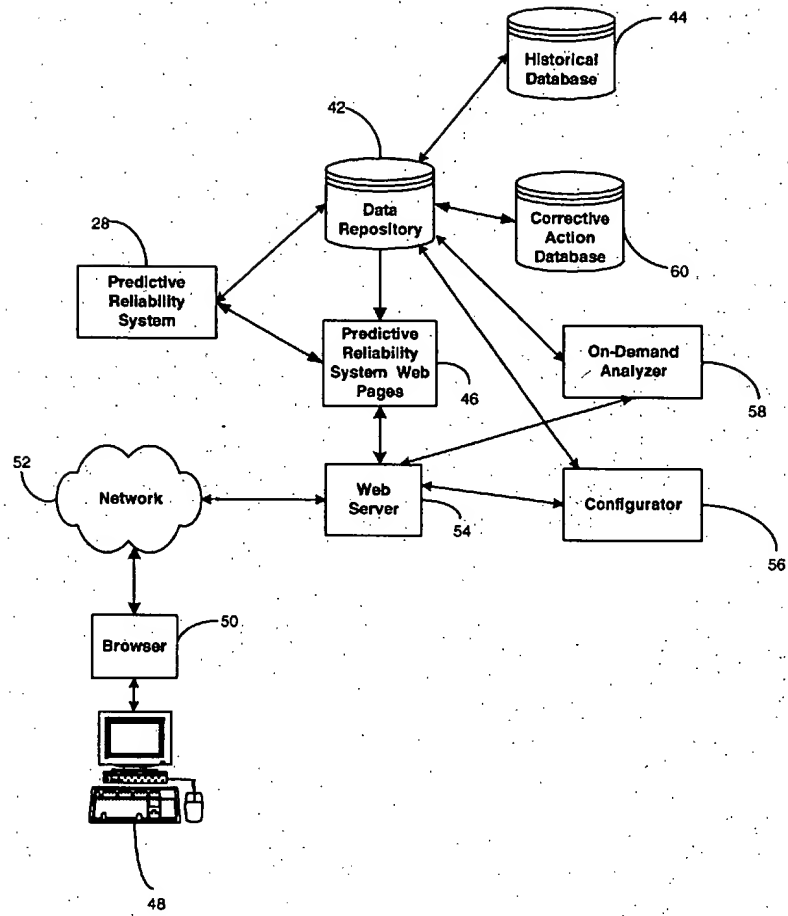 44
Historical
Database
42
Data
Repository
Corrective
Action
Database
60
28
Predictive
Reliability
System
Predictive
Reliability
System Web
Pages
46
On-Demand
Analyzer
58
52
Network
Web
Server
54
Configurator
56
50
Browser
48